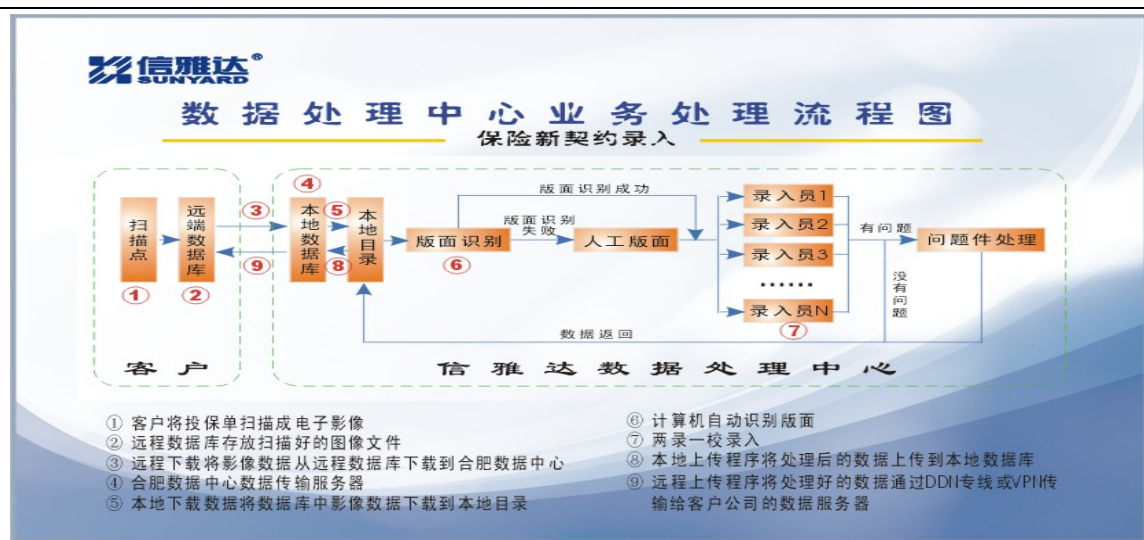 信雅达®
SUNYARD
数据处理中心业务处理流程图
保险新契约录入
④
版面识别成功
扫描点
远端数据库
③
⑨
本地数据库
⑤
⑧
本地目录
版面识别
版面识别
失败
人工版面
录入员1
录入员2
录入员3
……
录入员N
有问题
没有问题
问题件处理
①
②
⑥
⑦
数据返回
客户
信雅达数据处理中心
① 客户将投保单扫描成电子影像
② 远程数据库存放扫描好的图像文件
③ 远程下载将影像数据从远程数据库下载到合肥数据中心
④ 合肥数据中心数据传输服务器
⑤ 本地下载数据将数据库中影像数据下载到本地目录
⑥ 计算机自动识别版面
⑦ 两录一校录入
⑧ 本地上传程序将处理后的数据上传到本地数据库
⑨ 远程上传程序将处理好的数据通过DDN专线或VPN传
输给客户公司的数据服务器